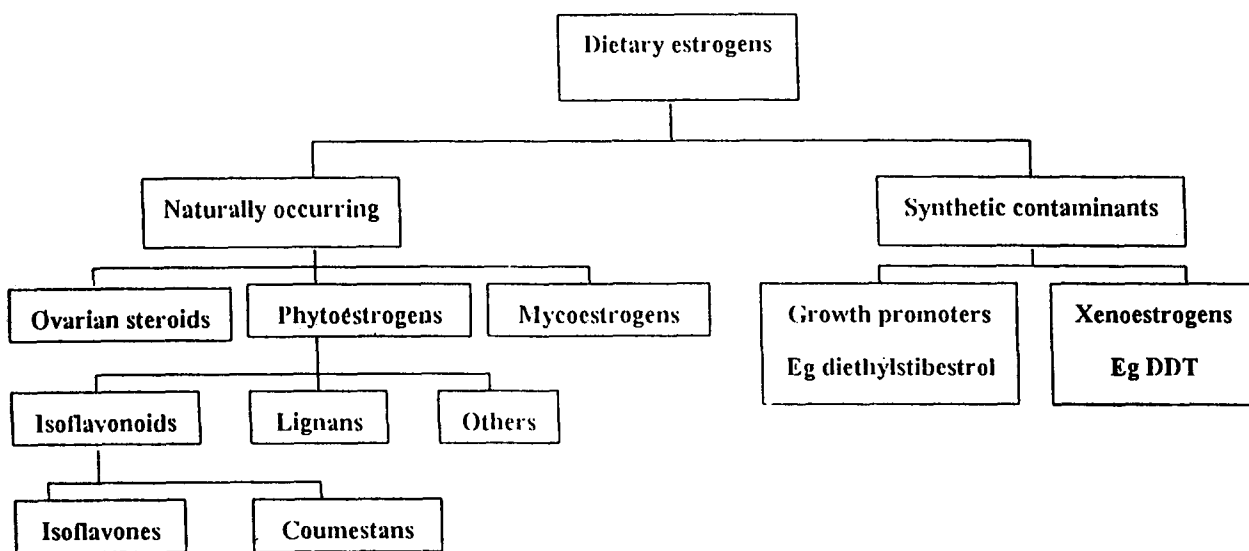 Dietary estrogens
Naturally occurring
Synthetic contaminants
Ovarian steroids
Phytoestrogens
Mycoestrogens
Growth promoters
Eg diethylstibestrol
Xenoestrogens
Eg DDT
Isoflavonoids
Lignans
Others
Isoflavones
Coumestans